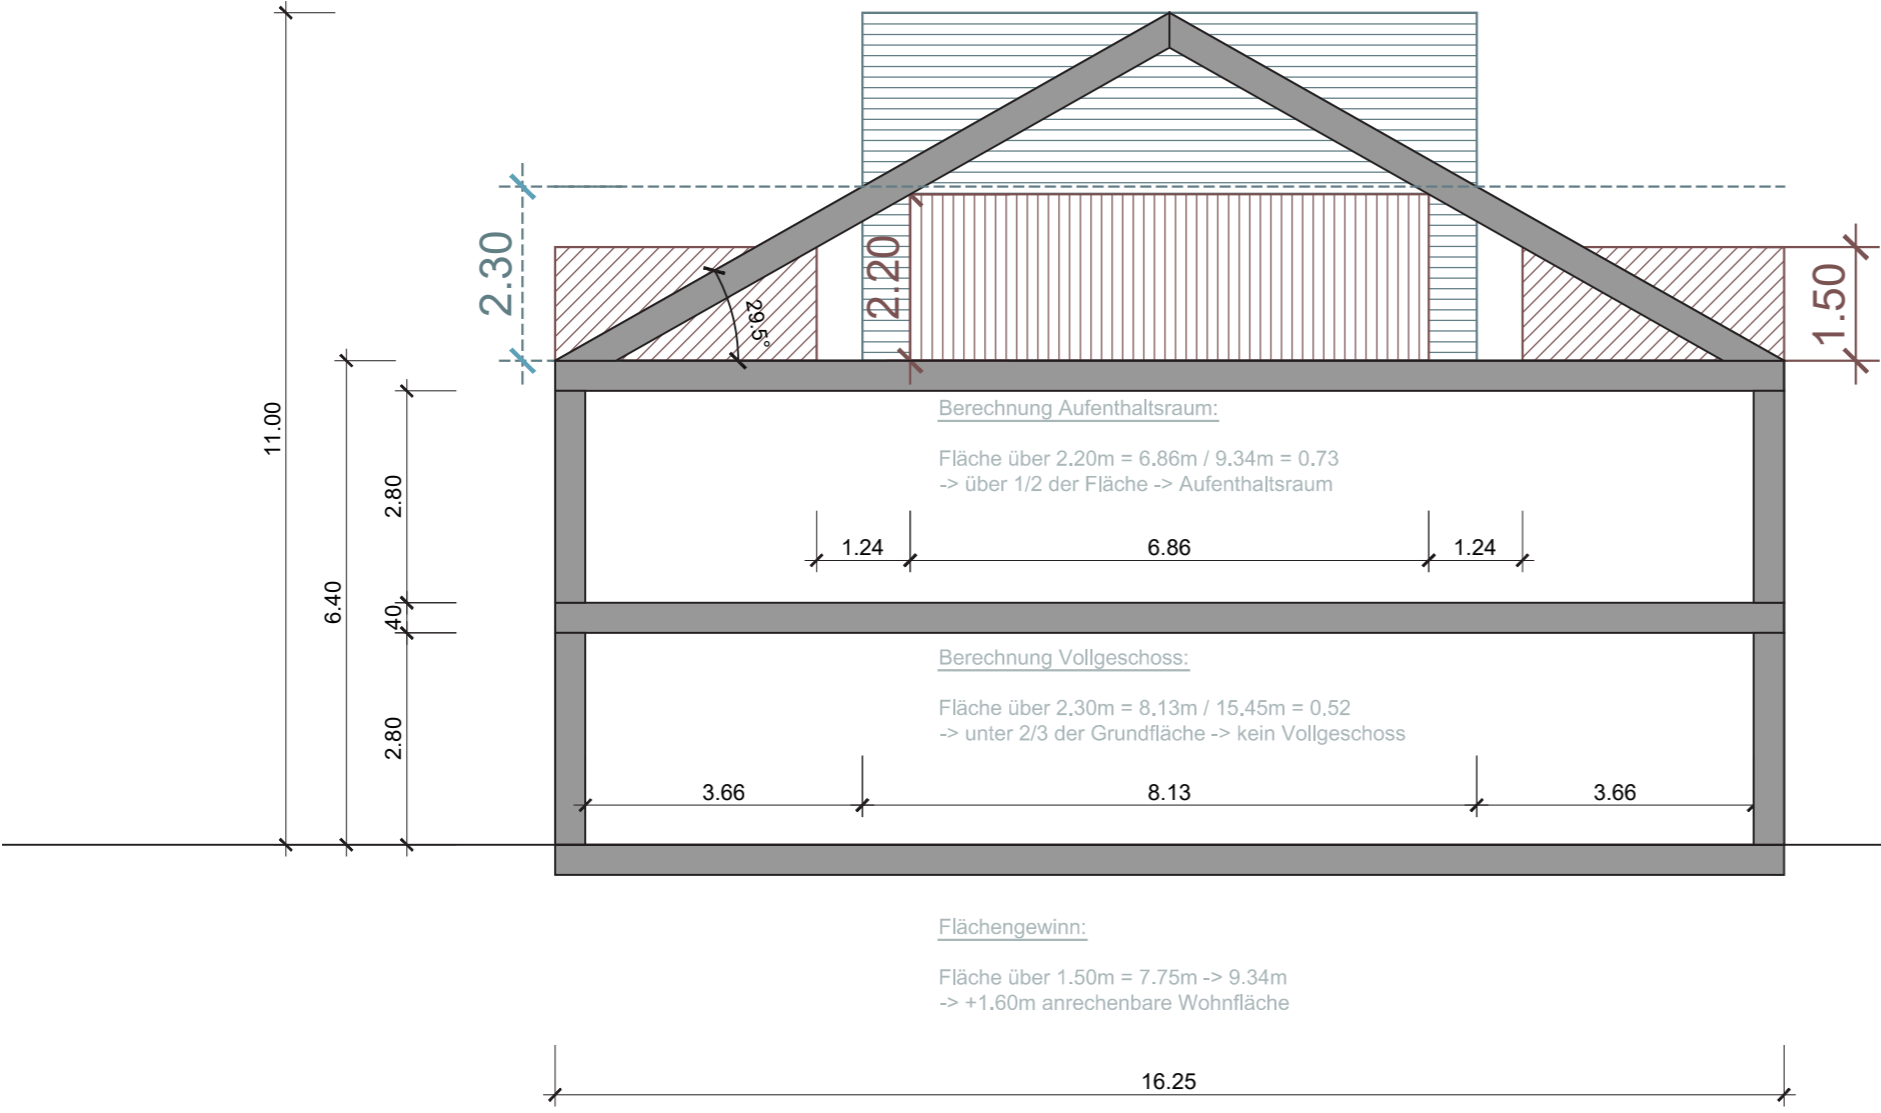 11.00
6.40
2.80
40
2.80
2.30
29.5°
2.20
1.50
Berechnung Aufenthaltsraum:
Fläche über 2.20m = 6.86m / 9.34m = 0.73
-> über 1/2 der Fläche -> Aufenthaltsraum
1.24
6.86
1.24
Berechnung Vollgeschoss:
Fläche über 2.30m = 8.13m / 15.45m = 0.52
-> unter 2/3 der Grundfläche -> kein Vollgeschoss
3.66
8.13
3.66
Flächengewinn:
Fläche über 1.50m = 7.75m -> 9.34m
-> +1.60m anrechenbare Wohnfläche
16.25